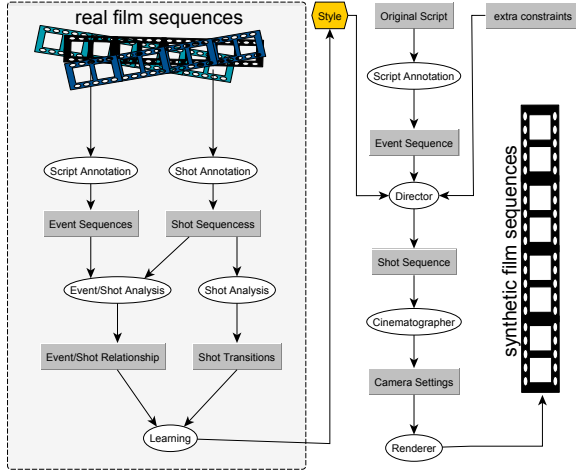 real film sequences
Style
Original Script
extra constraints
Script Annotation
Event Sequence
Director
Shot Sequence
Cinematographer
Camera Settings
Renderer
synthetic film sequences
Script Annotation
Shot Annotation
Event Sequences
Shot Sequencess
Event/Shot Analysis
Shot Analysis
Event/Shot Relationship
Shot Transitions
Learning